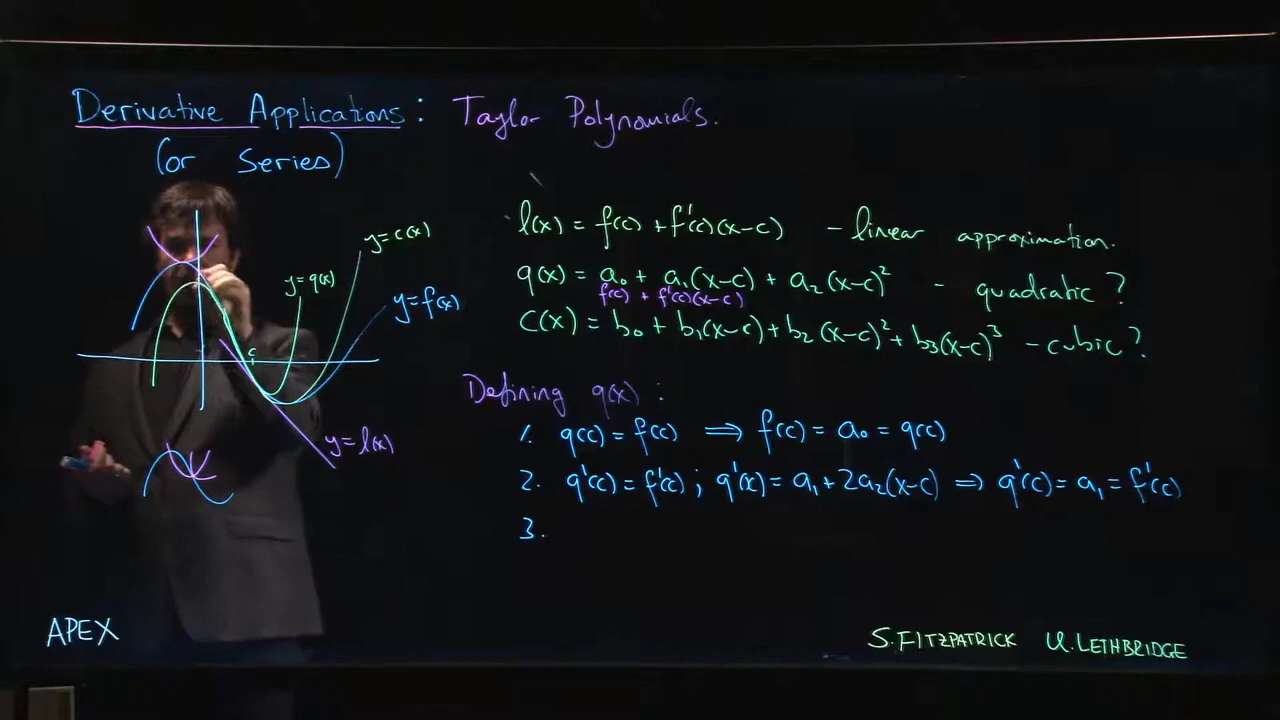 Derivative Applications: Taylor Polynomials.
(or Series)
l(x) = f(c) + f'(c)(x-c) - linear approximation.
q(x) = a₀ + a₁(x-c) + a₂(x-c)² - quadratic ?
f(c) + f'(c)(x-c)
c(x) = b₀ + b₁(x-c) + b₂(x-c)² + b₃(x-c)³ - cubic ?
y=c(x)
y=q(x)
y=f(x)
c
y=l(x)
Defining q(x) :
1. q(c) = f(c) ⟹ f(c) = a₀ = q(c)
2. q'(c) = f'(c) ; q'(x) = a₁ + 2a₂(x-c) ⟹ q'(c) = a₁ = f'(c)
3.
APEX
S. FITZPATRICK U. LETHBRIDGE